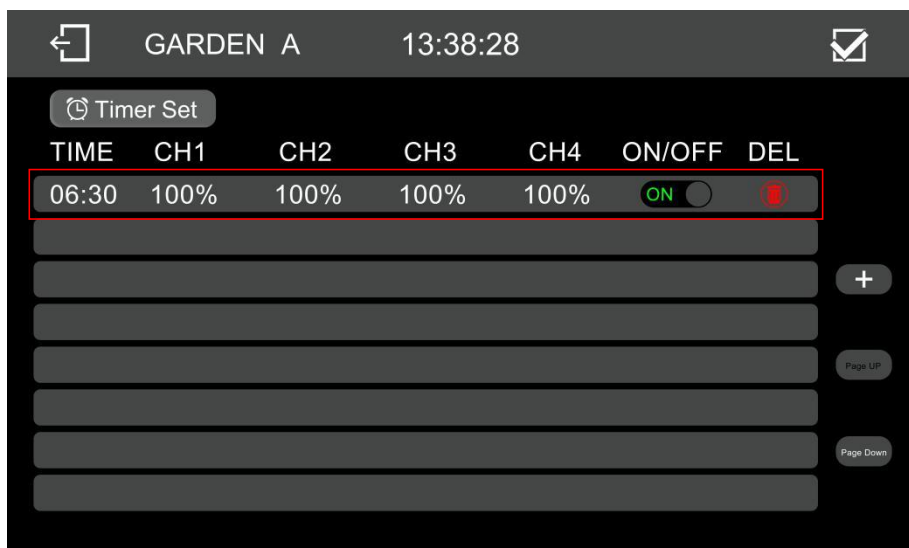 GARDEN A 13:38:28
Timer Set
TIME CH1 CH2 CH3 CH4 ON/OFF DEL
06:30 100% 100% 100% 100% ON
+
Page UP
Page Down